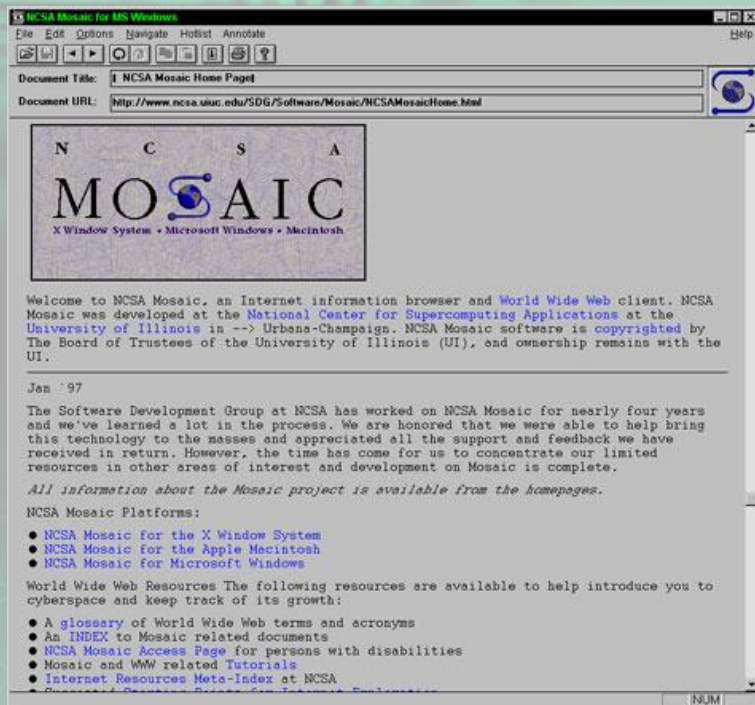 NCSA Mosaic for MS Windows
File Edit Options Navigate Hotlist Annotate Help
Document Title: NCSA Mosaic Home Page
Document URL: http://www.ncsa.uiuc.edu/SDG/Software/Mosaic/NCSAMosaicHome.html
N C S A
MOSAIC
X Window System • Microsoft Windows • Macintosh
Welcome to NCSA Mosaic, an Internet information browser and World Wide Web client. NCSA
Mosaic was developed at the National Center for Supercomputing Applications at the
University of Illinois in --> Urbana-Champaign. NCSA Mosaic software is copyrighted by
The Board of Trustees of the University of Illinois (UI), and ownership remains with the
UI.
Jan '97
The Software Development Group at NCSA has worked on NCSA Mosaic for nearly four years
and we've learned a lot in the process. We are honored that we were able to help bring
this technology to the masses and appreciated all the support and feedback we have
received in return. However, the time has come for us to concentrate our limited
resources in other areas of interest and development on Mosaic is complete.
All information about the Mosaic project is available from the homepages.
NCSA Mosaic Platforms:
● NCSA Mosaic for the X Window System
● NCSA Mosaic for the Apple Macintosh
● NCSA Mosaic for Microsoft Windows
World Wide Web Resources The following resources are available to help introduce you to
cyberspace and keep track of its growth:
● A glossary of World Wide Web terms and acronyms
● An INDEX to Mosaic related documents
● NCSA Mosaic Access Page for persons with disabilities
● Mosaic and WWW related Tutorials
● Internet Resources Meta-Index at NCSA
● Suggested Starting Points for Internet Exploration
NUM